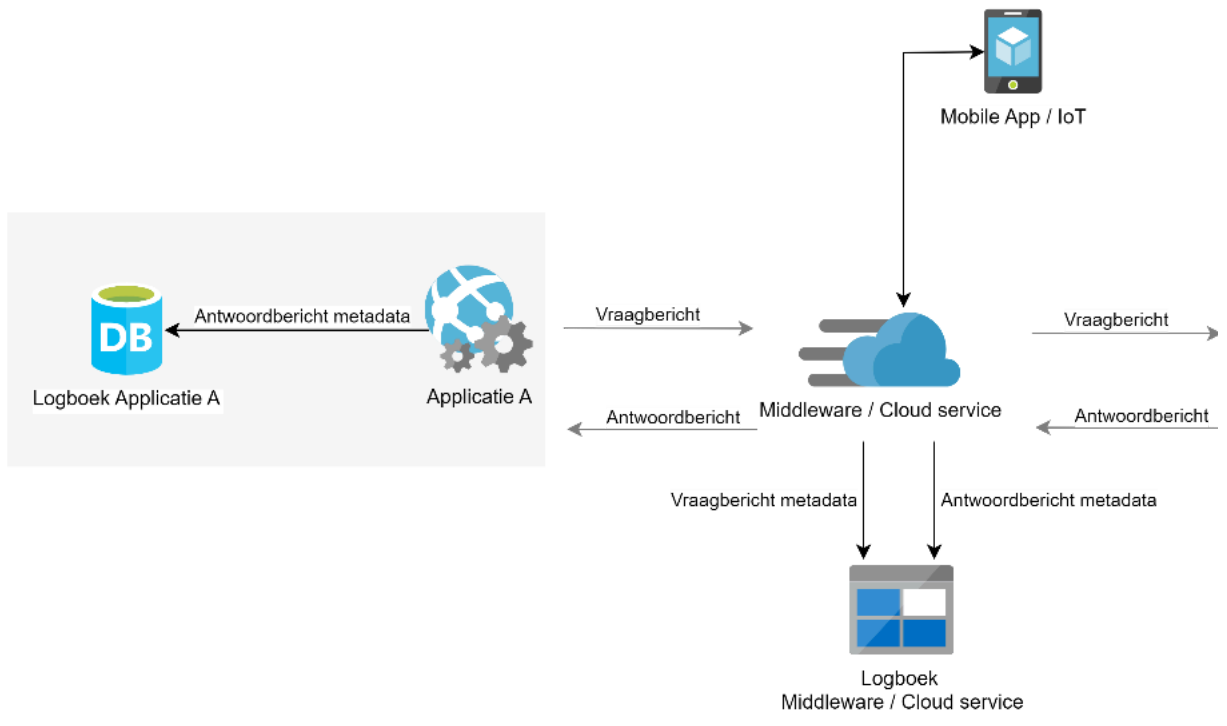 Mobile App / IoT
Antwoordbericht metadata
DB
Logboek Applicatie A
Applicatie A
Vraagbericht
Antwoordbericht
Middleware / Cloud service
Vraagbericht
Antwoordbericht
Vraagbericht metadata
Antwoordbericht metadata
Logboek
Middleware / Cloud service